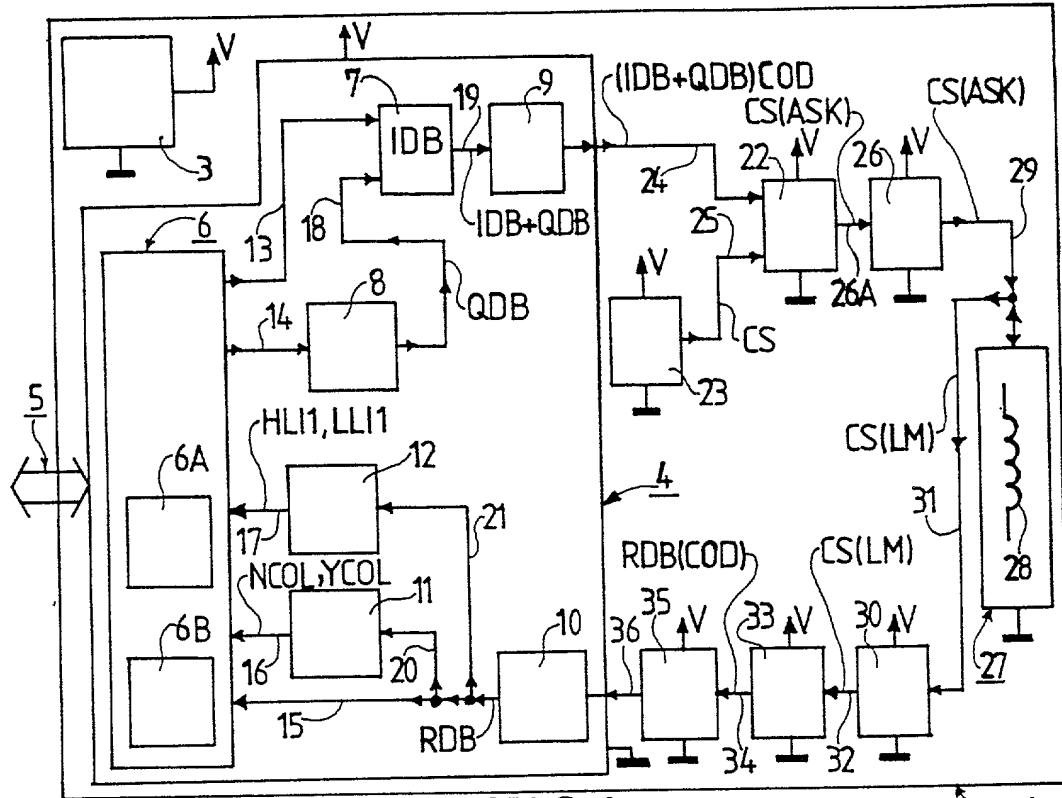 V
V
3
7
IDB
19
9
(IDB+QDB)COD
CS(ASK)
CS(ASK)
V
V
22
26
29
24
18
IDB+QDB
13
6
25
26A
8
QDB
14
V
CS
23
5
HLI1, LLI1
12
6A
17
21
4
CS(LM)
31
28
NCOL, YCOL
11
6B
16
20
10
RDB(COD)
CS(LM)
35
V
33
V
30
V
27
36
15
RDB
34
32